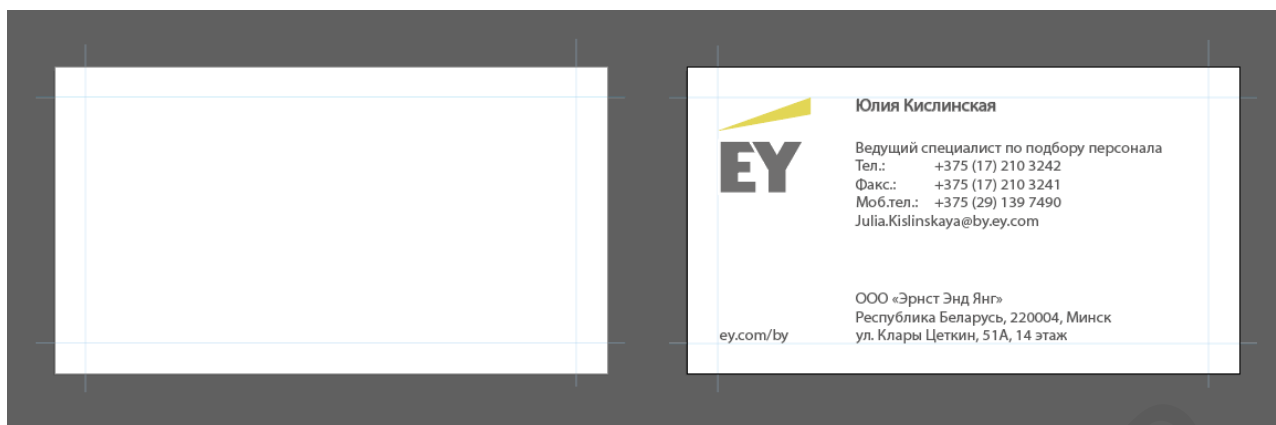 EY
Юлия Кислинская
Ведущий специалист по подбору персонала
Тел.: +375 (17) 210 3242
Факс.: +375 (17) 210 3241
Моб.тел.: +375 (29) 139 7490
Julia.Kislinskaya@by.ey.com
ООО «Эрнст Энд Янг»
Республика Беларусь, 220004, Минск
ул. Клары Цеткин, 51А, 14 этаж
ey.com/by